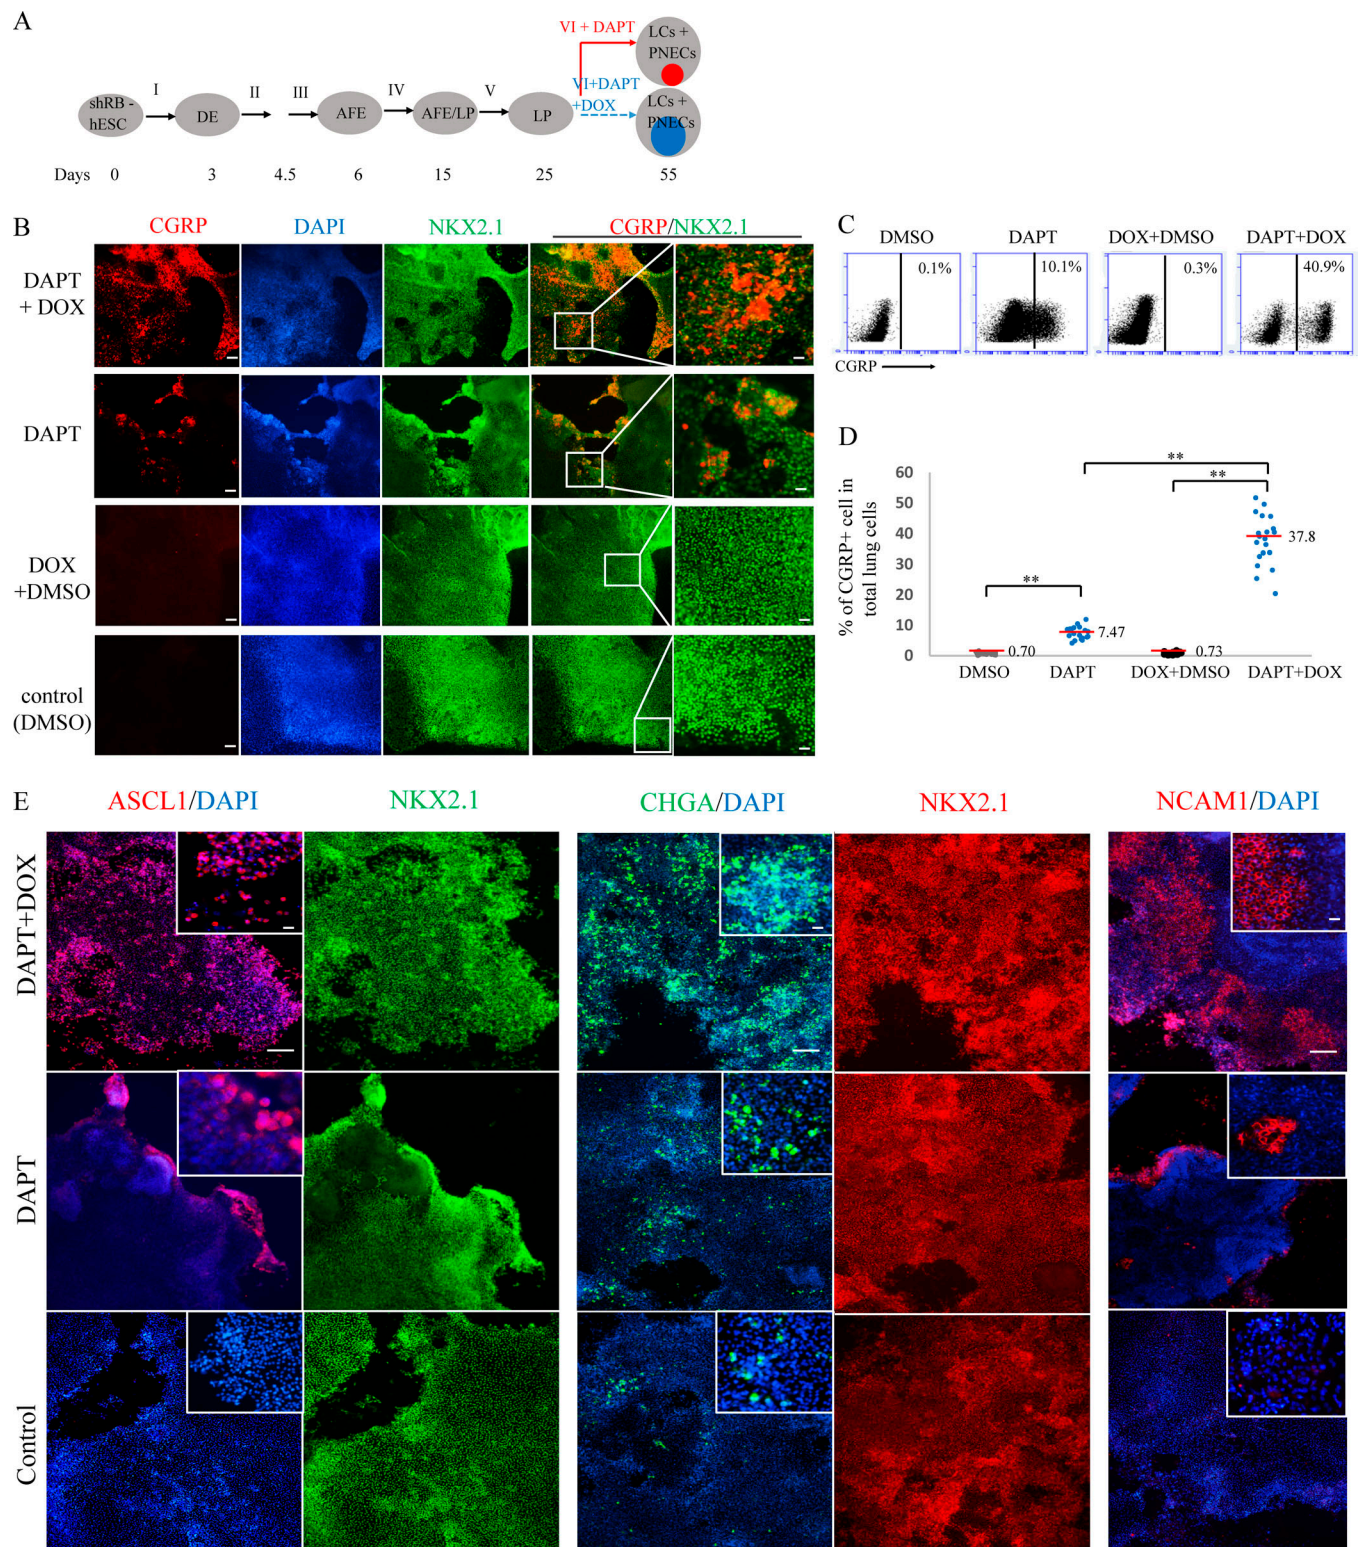 A
VI + DAPT
LCs +
PNECs
shRB -
hESC
I
DE
II
III
AFE
IV
AFE/LP
V
LP
VI+DAPT
+DOX
LCs +
PNECs
Days 0 3 4.5 6 15 25 55
B
CGRP DAPI NKX2.1 CGRP/NKX2.1
DAPT
+ DOX
DAPT
DOX
+DMSO
control
(DMSO)
C
DMSO DAPT DOX+DMSO DAPT+DOX
0.1% 10.1% 0.3% 40.9%
CGRP
D
% of CGRP+ cell in
total lung cells
60
50
40
30
20
10
0
**
**
**
0.70
7.47
0.73
37.8
DMSO DAPT DOX+DMSO DAPT+DOX
E
ASCL1/DAPI NKX2.1 CHGA/DAPI NKX2.1 NCAM1/DAPI
DAPT+DOX
DAPT
Control